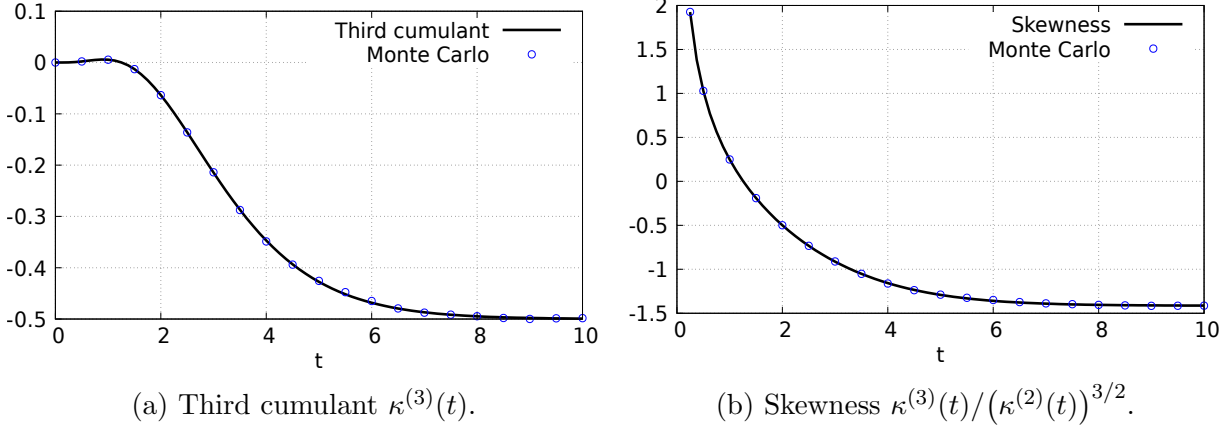 0.1
0
-0.1
-0.2
-0.3
-0.4
-0.5
0 2 4 6 8 10
t
Third cumulant
Monte Carlo
(a) Third cumulant κ^(3)(t).
2
1.5
1
0.5
0
-0.5
-1
-1.5
0 2 4 6 8 10
t
Skewness
Monte Carlo
(b) Skewness κ^(3)(t)/(κ^(2)(t))^3/2.